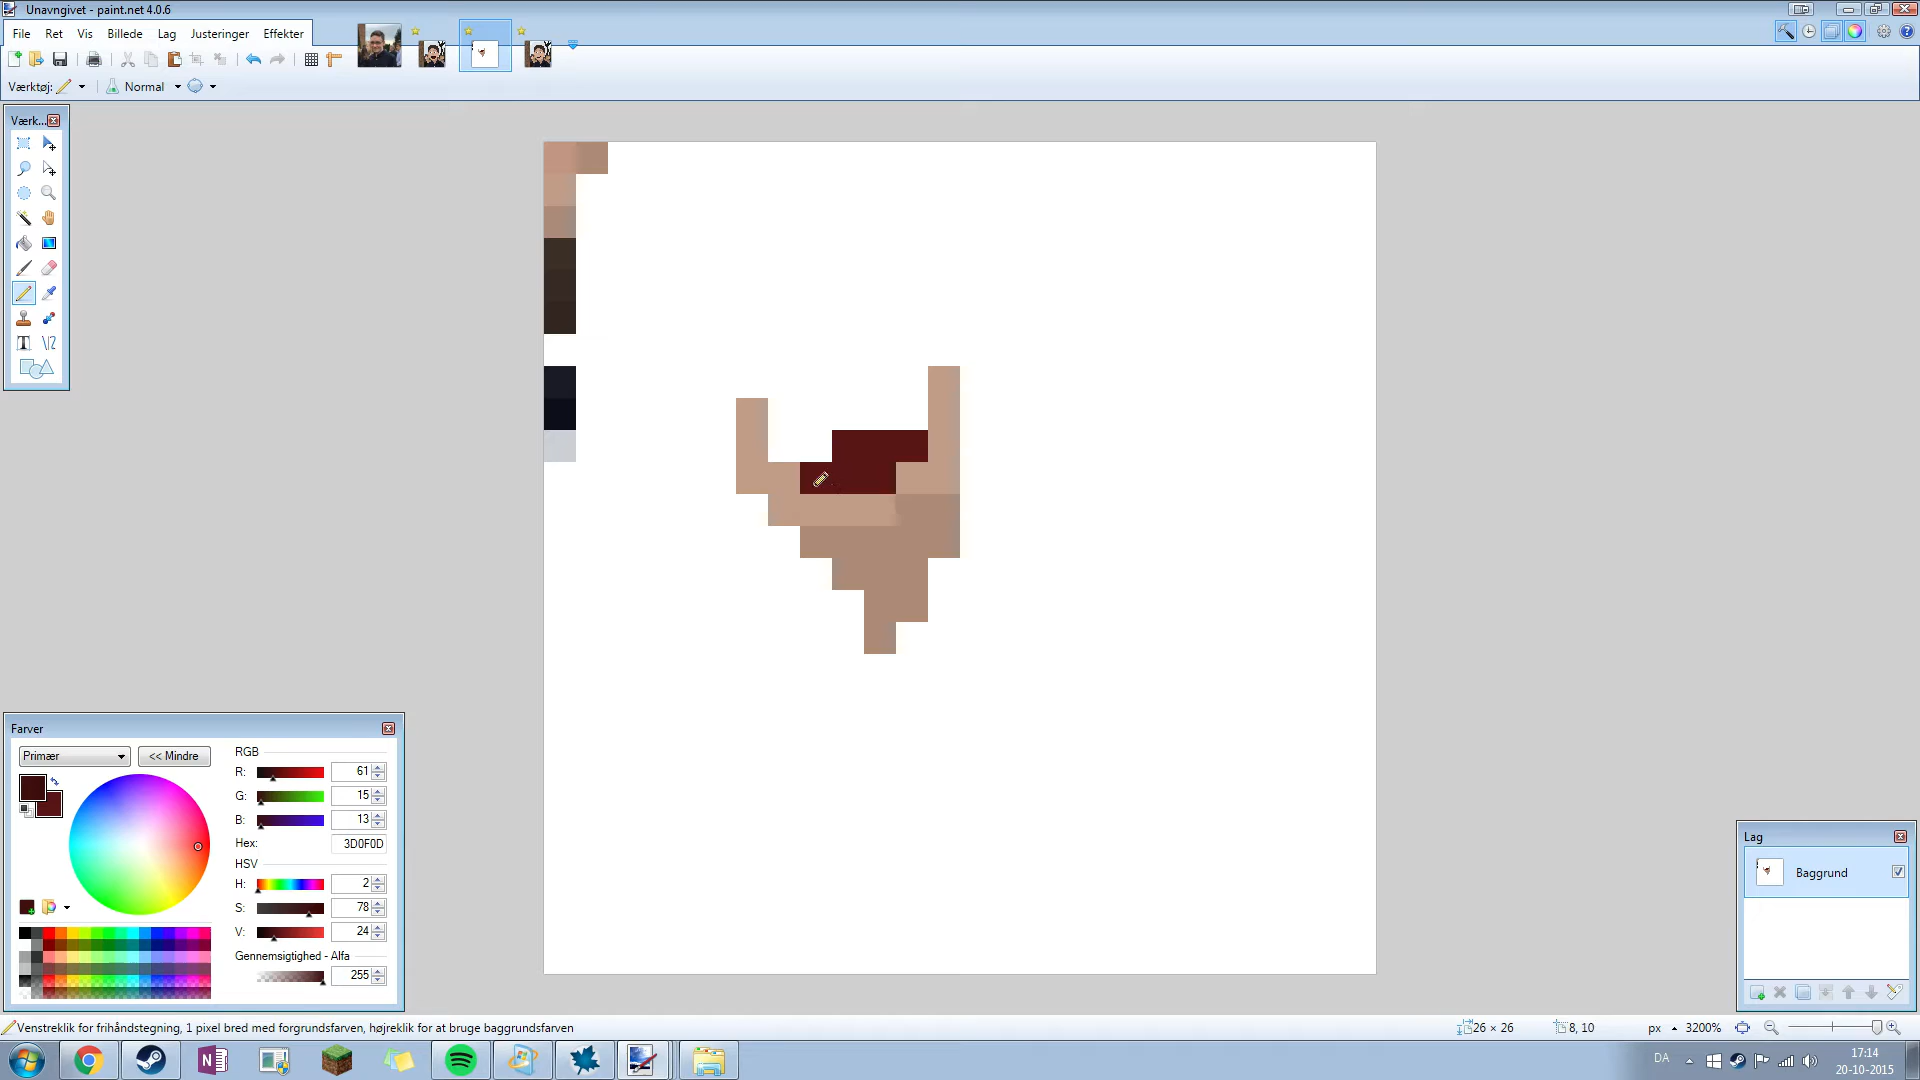 Unavngivet - paint.net 4.0.6
File Ret Vis Billede Lag Justeringer Effekter
Værktøj: Normal
Værk...
Farver
Primær << Mindre
RGB
R: 61
G: 15
B: 13
Hex: 3D0F0D
HSV
H: 2
S: 78
V: 24
Gennemsigtighed - Alfa
255
Lag
Baggrund
Venstreklik for frihåndstegning, 1 pixel bred med forgrundsfarven, højreklik for at bruge baggrundsfarven
26 × 26
8, 10
px
3200%
DA
17:14
20-10-2015